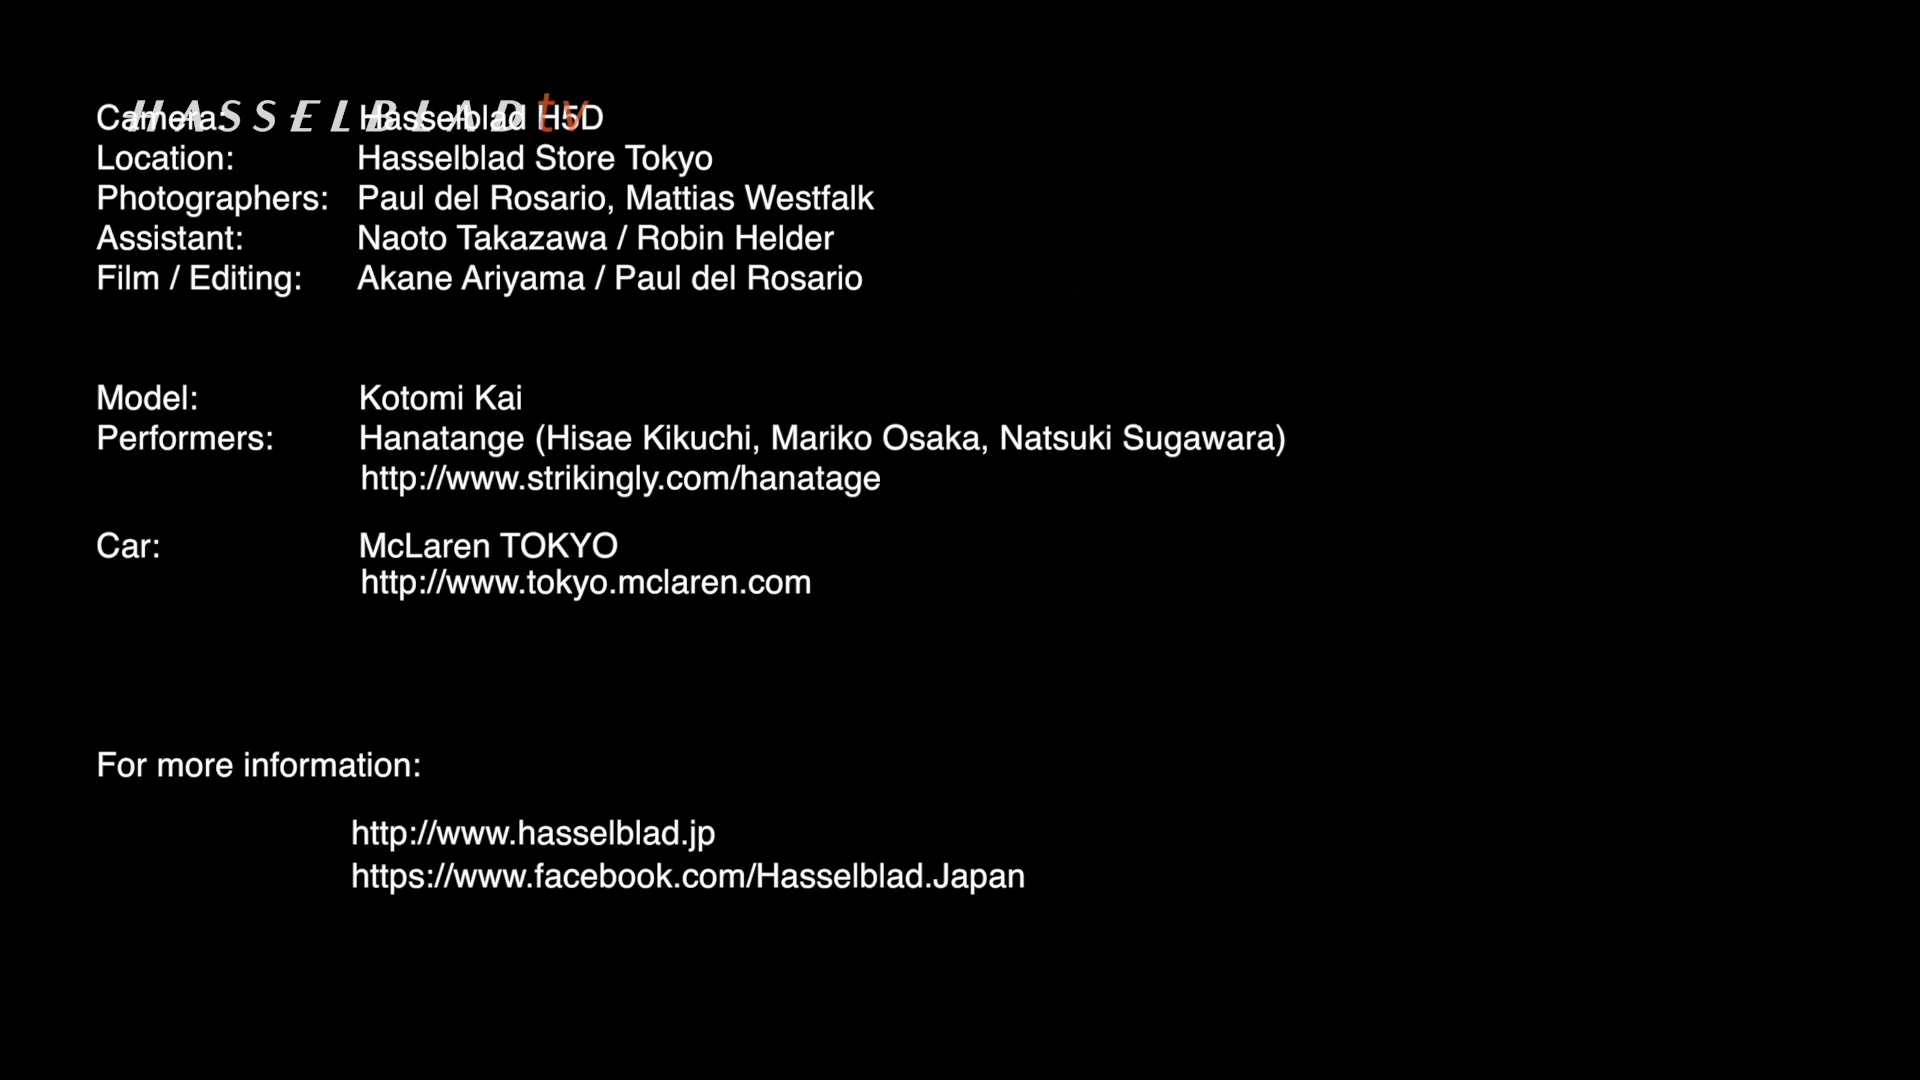 HASSELBLAD tv
Camera: Hasselblad H5D
Location: Hasselblad Store Tokyo
Photographers: Paul del Rosario, Mattias Westfalk
Assistant: Naoto Takazawa / Robin Helder
Film / Editing: Akane Ariyama / Paul del Rosario
Model: Kotomi Kai
Performers: Hanatange (Hisae Kikuchi, Mariko Osaka, Natsuki Sugawara)
http://www.strikingly.com/hanatage
Car: McLaren TOKYO
http://www.tokyo.mclaren.com
For more information:
http://www.hasselblad.jp
https://www.facebook.com/Hasselblad.Japan